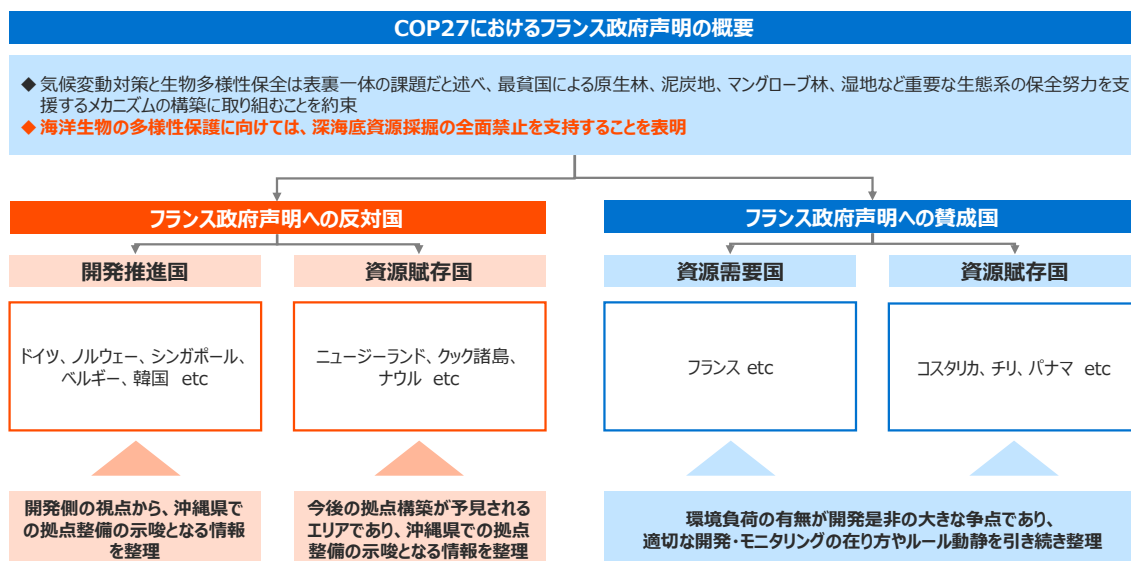 COP27におけるフランス政府声明の概要
◆ 気候変動対策と生物多様性保全は表裏一体の課題だと述べ、最貧国による原生林、泥炭地、マングローブ林、湿地など重要な生態系の保全努力を支
援するメカニズムの構築に取り組むことを約束
◆ 海洋生物の多様性保護に向けては、深海底資源採掘の全面禁止を支持することを表明
フランス政府声明への反対国
フランス政府声明への賛成国
開発推進国
資源賦存国
資源需要国
資源賦存国
ドイツ、ノルウェー、シンガポール、
ベルギー、韓国 etc
ニュージーランド、クック諸島、
ナウル etc
フランス etc
コスタリカ、チリ、パナマ etc
開発側の視点から、沖縄県で
の拠点整備の示唆となる情報
を整理
今後の拠点構築が予見される
エリアであり、沖縄県での拠点
整備の示唆となる情報を整理
環境負荷の有無が開発是非の大きな争点であり、
適切な開発・モニタリングの在り方やルール動静を引き続き整理